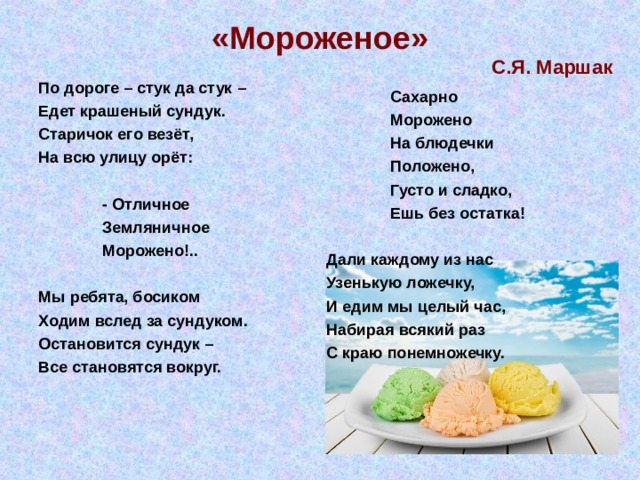 «Мороженое»
С.Я. Маршак
По дороге – стук да стук –
Едет крашеный сундук.
Старичок его везёт,
На всю улицу орёт:
- Отличное
Земляничное
Морожено!..
Мы ребята, босиком
Ходим вслед за сундуком.
Остановится сундук –
Все становятся вокруг.
Сахарно
Морожено
На блюдечки
Положено,
Густо и сладко,
Ешь без остатка!
Дали каждому из нас
Узенькую ложечку,
И едим мы целый час,
Набирая всякий раз
С краю понемножечку.